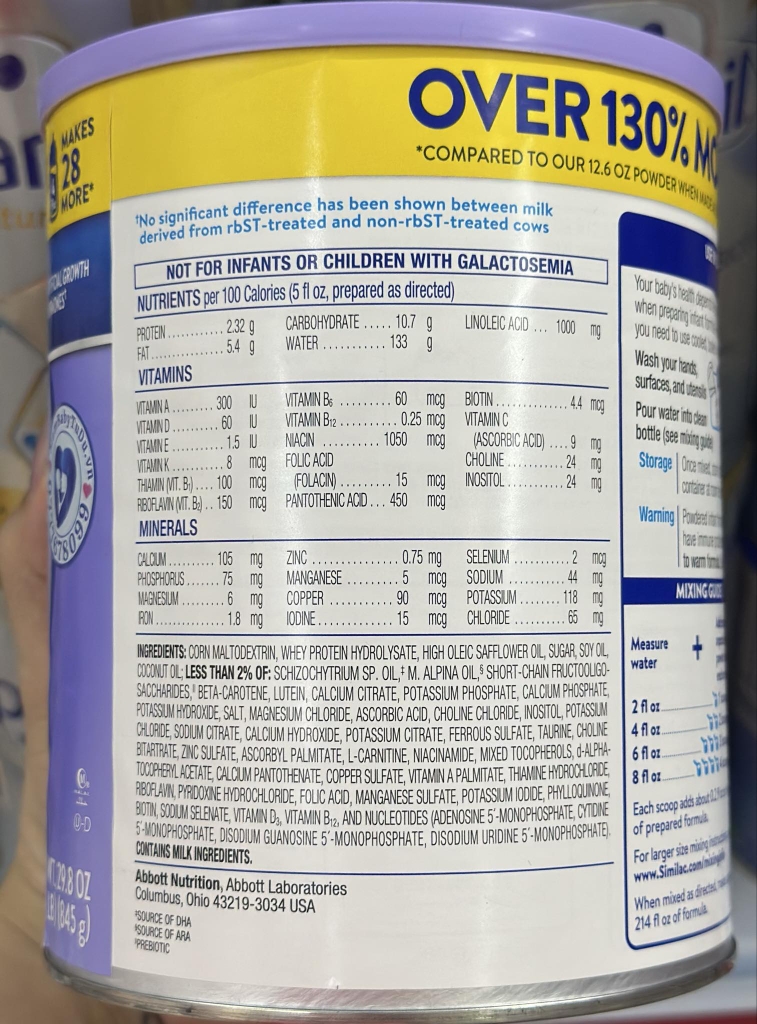 OVER 130% MO
*COMPARED TO OUR 12.6 OZ POWDER WHEN
MAKES
28
MORE*
†No significant difference has been shown between milk
derived from rbST-treated and non-rbST-treated cows
GROWTH
NOT FOR INFANTS OR CHILDREN WITH GALACTOSEMIA
NUTRIENTS per 100 Calories (5 fl oz, prepared as directed)
PROTEIN ........... 2.32 g CARBOHYDRATE ..... 10.7 g LINOLEIC ACID ... 1000 mg
FAT ............. 5.4 g WATER ........... 133 g
VITAMINS
VITAMIN A ........ 300 IU VITAMIN B6 ......... 60 mcg BIOTIN .............. 4.4 mcg
VITAMIN D ......... 60 IU VITAMIN B12 ......... 0.25 mcg VITAMIN C
VITAMIN E ........ 1.5 IU NIACIN ........... 1050 mcg (ASCORBIC ACID) .... 9 mg
VITAMIN K .......... 8 mcg FOLIC ACID CHOLINE ........... 24 mg
THIAMIN (VIT. B1) .... 100 mcg (FOLACIN) ......... 15 mcg INOSITOL ........... 24 mg
RIBOFLAVIN (VIT. B2) .. 150 mcg PANTOTHENIC ACID ... 450 mcg
MINERALS
CALCIUM ........... 105 mg ZINC .............. 0.75 mg SELENIUM ........... 2 mcg
PHOSPHORUS ....... 75 mg MANGANESE ......... 5 mcg SODIUM ............ 44 mg
MAGNESIUM ......... 6 mg COPPER ........... 90 mcg POTASSIUM ........ 118 mg
IRON .............. 1.8 mg IODINE ............ 15 mcg CHLORIDE .......... 65 mg
INGREDIENTS: CORN MALTODEXTRIN, WHEY PROTEIN HYDROLYSATE, HIGH OLEIC SAFFLOWER OIL, SUGAR, SOY OIL,
COCONUT OIL; LESS THAN 2% OF: SCHIZOCHYTRIUM SP. OIL,‡ M. ALPINA OIL,§ SHORT-CHAIN FRUCTOOLIGO-
SACCHARIDES,‖ BETA-CAROTENE, LUTEIN, CALCIUM CITRATE, POTASSIUM PHOSPHATE, CALCIUM PHOSPHATE,
POTASSIUM HYDROXIDE, SALT, MAGNESIUM CHLORIDE, ASCORBIC ACID, CHOLINE CHLORIDE, INOSITOL, POTASSIUM
CHLORIDE, SODIUM CITRATE, CALCIUM HYDROXIDE, POTASSIUM CITRATE, FERROUS SULFATE, TAURINE, CHOLINE
BITARTRATE, ZINC SULFATE, ASCORBYL PALMITATE, L-CARNITINE, NIACINAMIDE, MIXED TOCOPHEROLS, d-ALPHA-
TOCOPHERYL ACETATE, CALCIUM PANTOTHENATE, COPPER SULFATE, VITAMIN A PALMITATE, THIAMINE HYDROCHLORIDE,
RIBOFLAVIN, PYRIDOXINE HYDROCHLORIDE, FOLIC ACID, MANGANESE SULFATE, POTASSIUM IODIDE, PHYLLOQUINONE,
BIOTIN, SODIUM SELENATE, VITAMIN D3, VITAMIN B12, AND NUCLEOTIDES (ADENOSINE 5′-MONOPHOSPHATE, CYTIDINE
5′-MONOPHOSPHATE, DISODIUM GUANOSINE 5′-MONOPHOSPHATE, DISODIUM URIDINE 5′-MONOPHOSPHATE).
CONTAINS MILK INGREDIENTS.
Abbott Nutrition, Abbott Laboratories
Columbus, Ohio 43219-3034 USA
‡SOURCE OF DHA
§SOURCE OF ARA
‖PREBIOTIC
29.8 OZ
(845 g)
Your baby's health
when preparing infant
you need to use
Wash your hands,
surfaces, and utensils
Pour water into clean
bottle (see mixing guide
Storage Once mixed,
container
Warning Powdered
have immune
to warm formula
MIXING GUIDE
Measure +
water
2 fl oz
4 fl oz
6 fl oz
8 fl oz
Each scoop adds about
of prepared formula.
For larger size mixing
www.Similac.com/
When mixed as directed,
214 fl oz of formula.